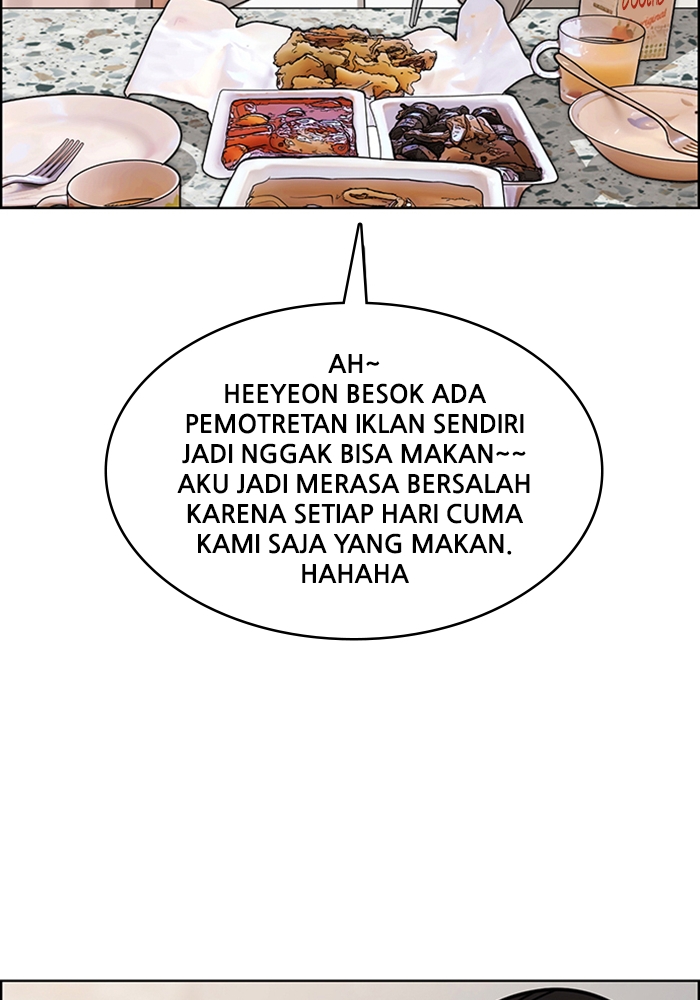 AH~
HEEYEON BESOK ADA
PEMOTRETAN IKLAN SENDIRI
JADI NGGAK BISA MAKAN~~
AKU JADI MERASA BERSALAH
KARENA SETIAP HARI CUMA
KAMI SAJA YANG MAKAN.
HAHAHA